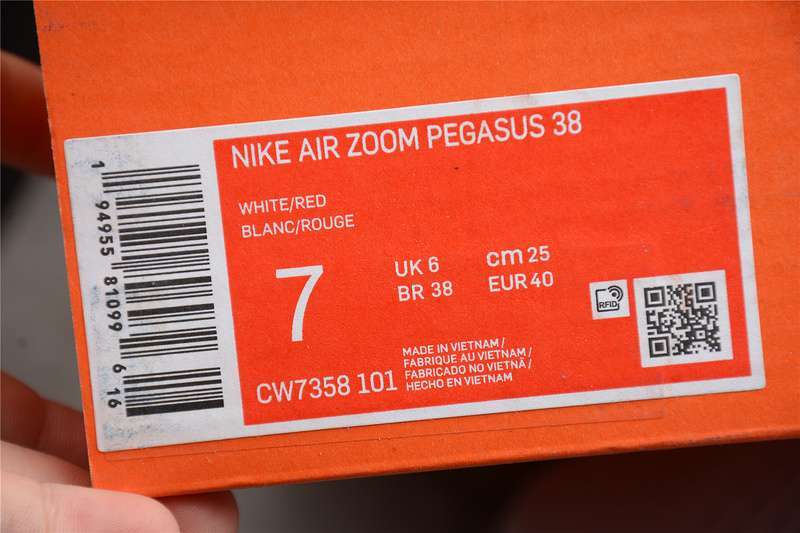 NIKE AIR ZOOM PEGASUS 38
WHITE/RED
BLANC/ROUGE
7
UK 6
BR 38
cm 25
EUR 40
RFID
CW7358 101
MADE IN VIETNAM /
FABRIQUE AU VIETNAM /
FABRICADO NO VIETNÃ /
HECHO EN VIETNAM
1 94955 81099 6 16